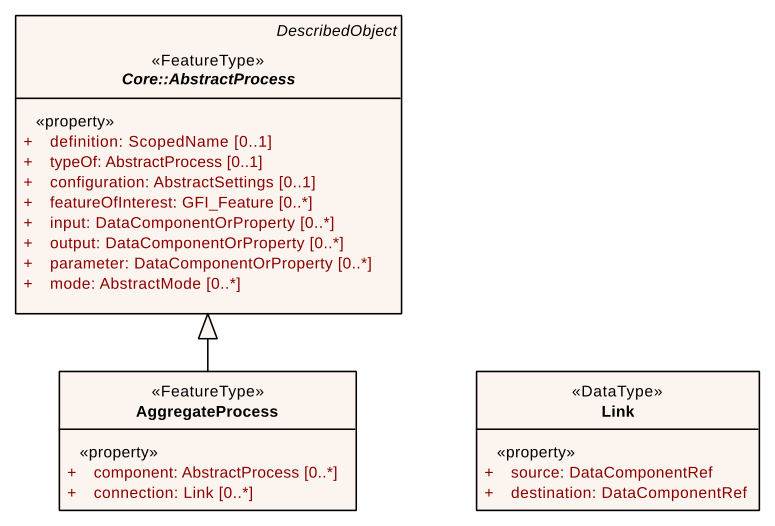 DescribedObject
«FeatureType»
Core::AbstractProcess
«property»
+ definition: ScopedName [0..1]
+ typeOf: AbstractProcess [0..1]
+ configuration: AbstractSettings [0..1]
+ featureOfInterest: GFI_Feature [0..*]
+ input: DataComponentOrProperty [0..*]
+ output: DataComponentOrProperty [0..*]
+ parameter: DataComponentOrProperty [0..*]
+ mode: AbstractMode [0..*]
«FeatureType»
AggregateProcess
«property»
+ component: AbstractProcess [0..*]
+ connection: Link [0..*]
«DataType»
Link
«property»
+ source: DataComponentRef
+ destination: DataComponentRef